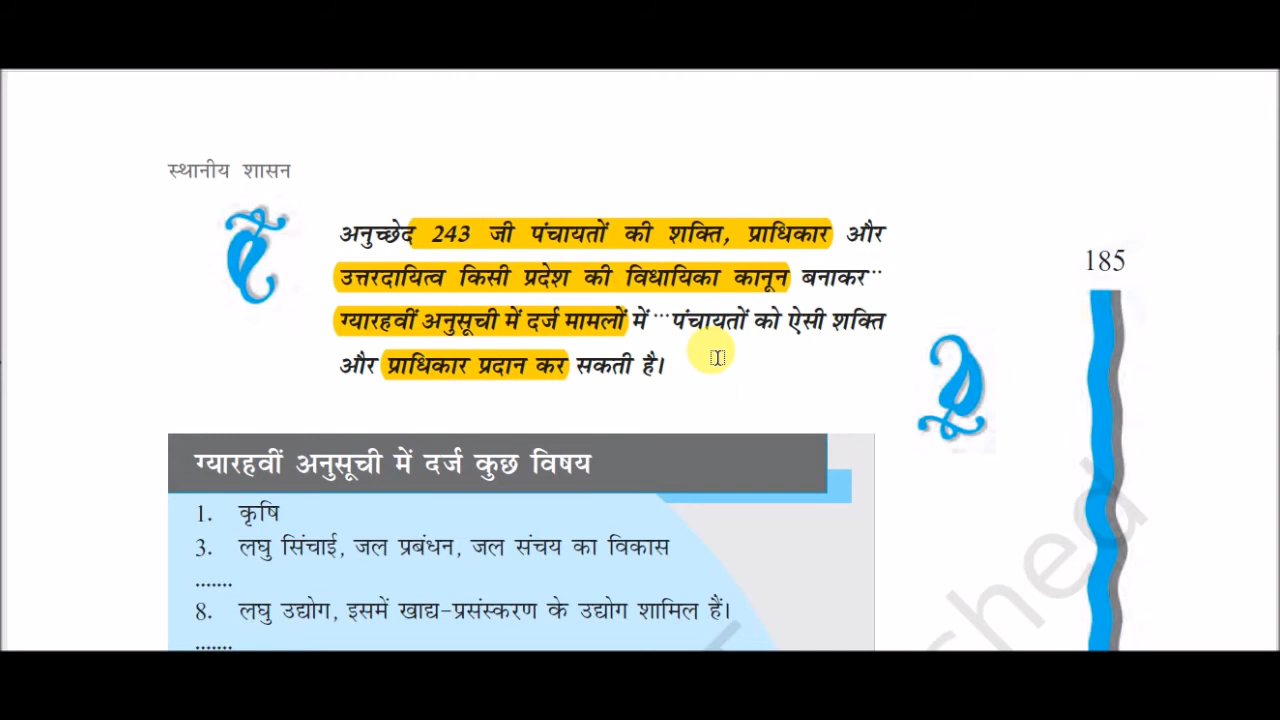 स्थानीय शासन
अनुच्छेद 243 जी पंचायतों की शक्ति, प्राधिकार और
185
उत्तरदायित्व किसी प्रदेश की विधायिका कानून बनाकर...
ग्यारहवीं अनुसूची में दर्ज मामलों में ...पंचायतों को ऐसी शक्ति
और प्राधिकार प्रदान कर सकती है।
ग्यारहवीं अनुसूची में दर्ज कुछ विषय
1. कृषि
3. लघु सिंचाई, जल प्रबंधन, जल संचय का विकास
.......
8. लघु उद्योग, इसमें खाद्य-प्रसंस्करण के उद्योग शामिल हैं।
.......